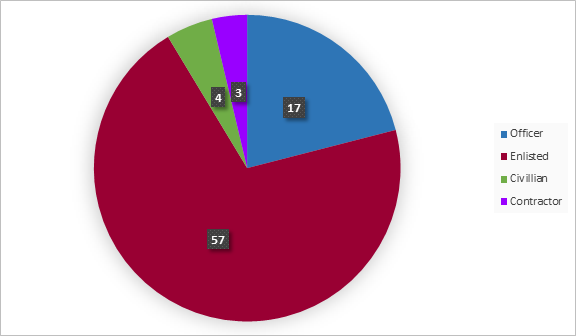 3
4
17
57
Officer
Enlisted
Civillian
Contractor